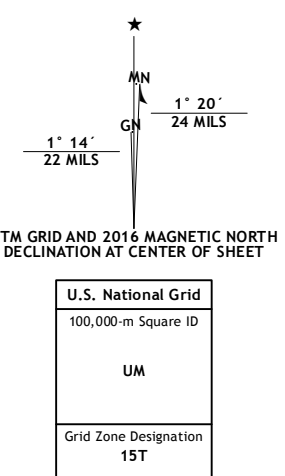 ★
MN
1° 20´
24 MILS
GN
1° 14´
22 MILS
TM GRID AND 2016 MAGNETIC NORTH
DECLINATION AT CENTER OF SHEET
U.S. National Grid
100,000-m Square ID
UM
Grid Zone Designation
15T